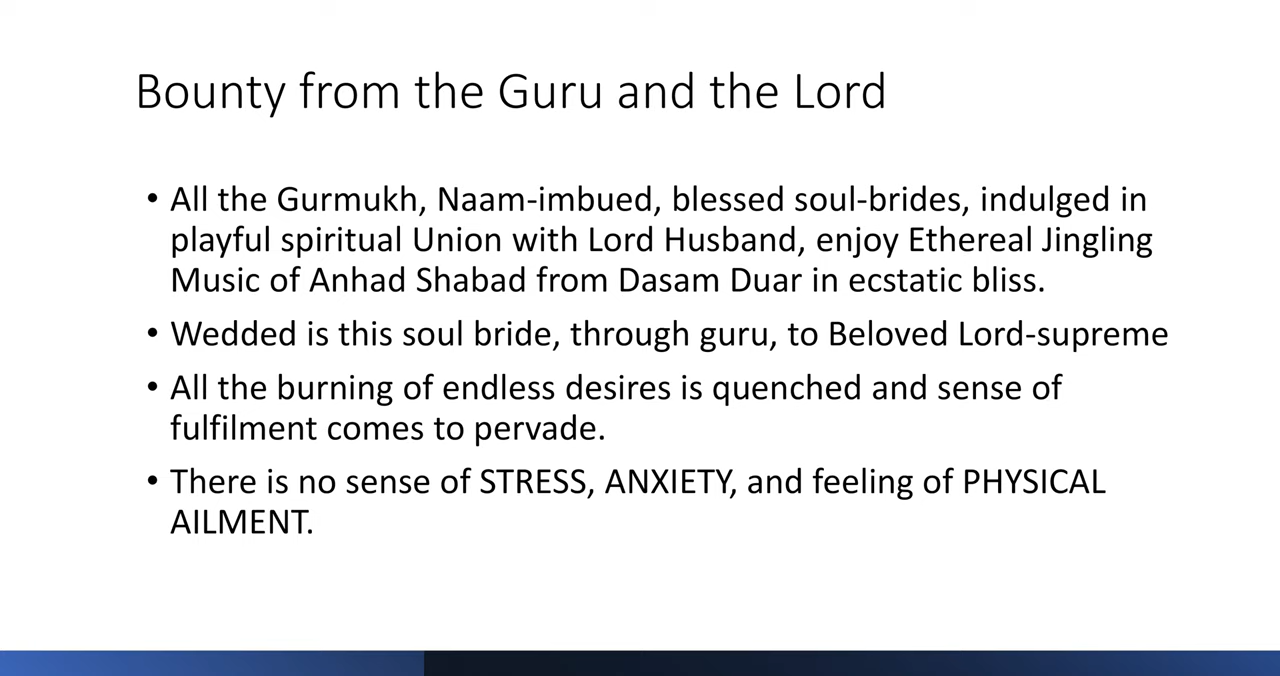 Bounty from the Guru and the Lord
• All the Gurmukh, Naam-imbued, blessed soul-brides, indulged in
playful spiritual Union with Lord Husband, enjoy Ethereal Jingling
Music of Anhad Shabad from Dasam Duar in ecstatic bliss.
• Wedded is this soul bride, through guru, to Beloved Lord-supreme
• All the burning of endless desires is quenched and sense of
fulfilment comes to pervade.
• There is no sense of STRESS, ANXIETY, and feeling of PHYSICAL
AILMENT.